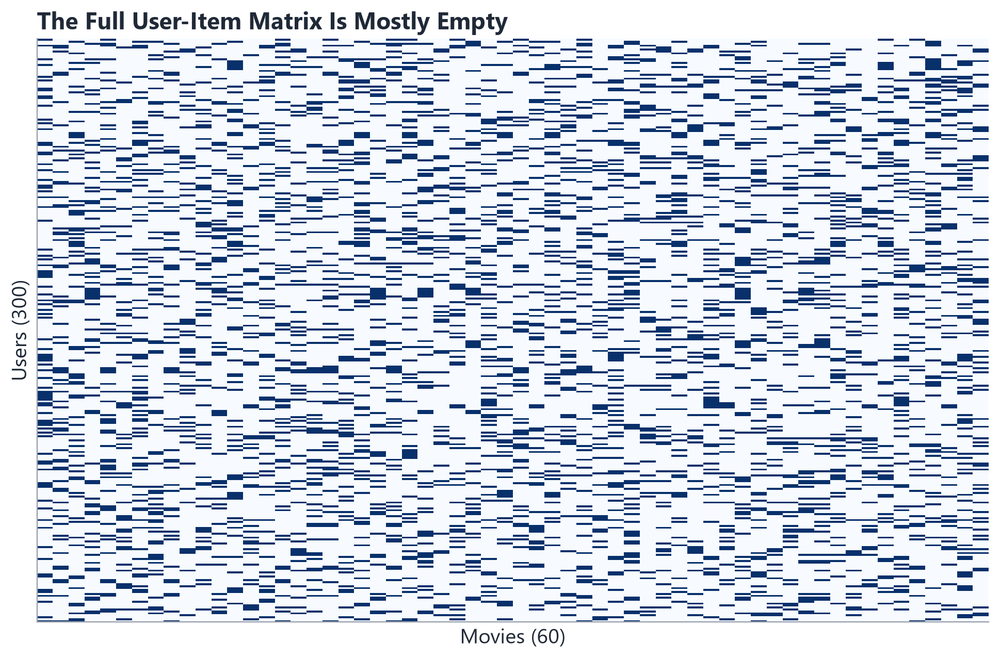 The Full User-Item Matrix Is Mostly Empty
Users (300)
Movies (60)